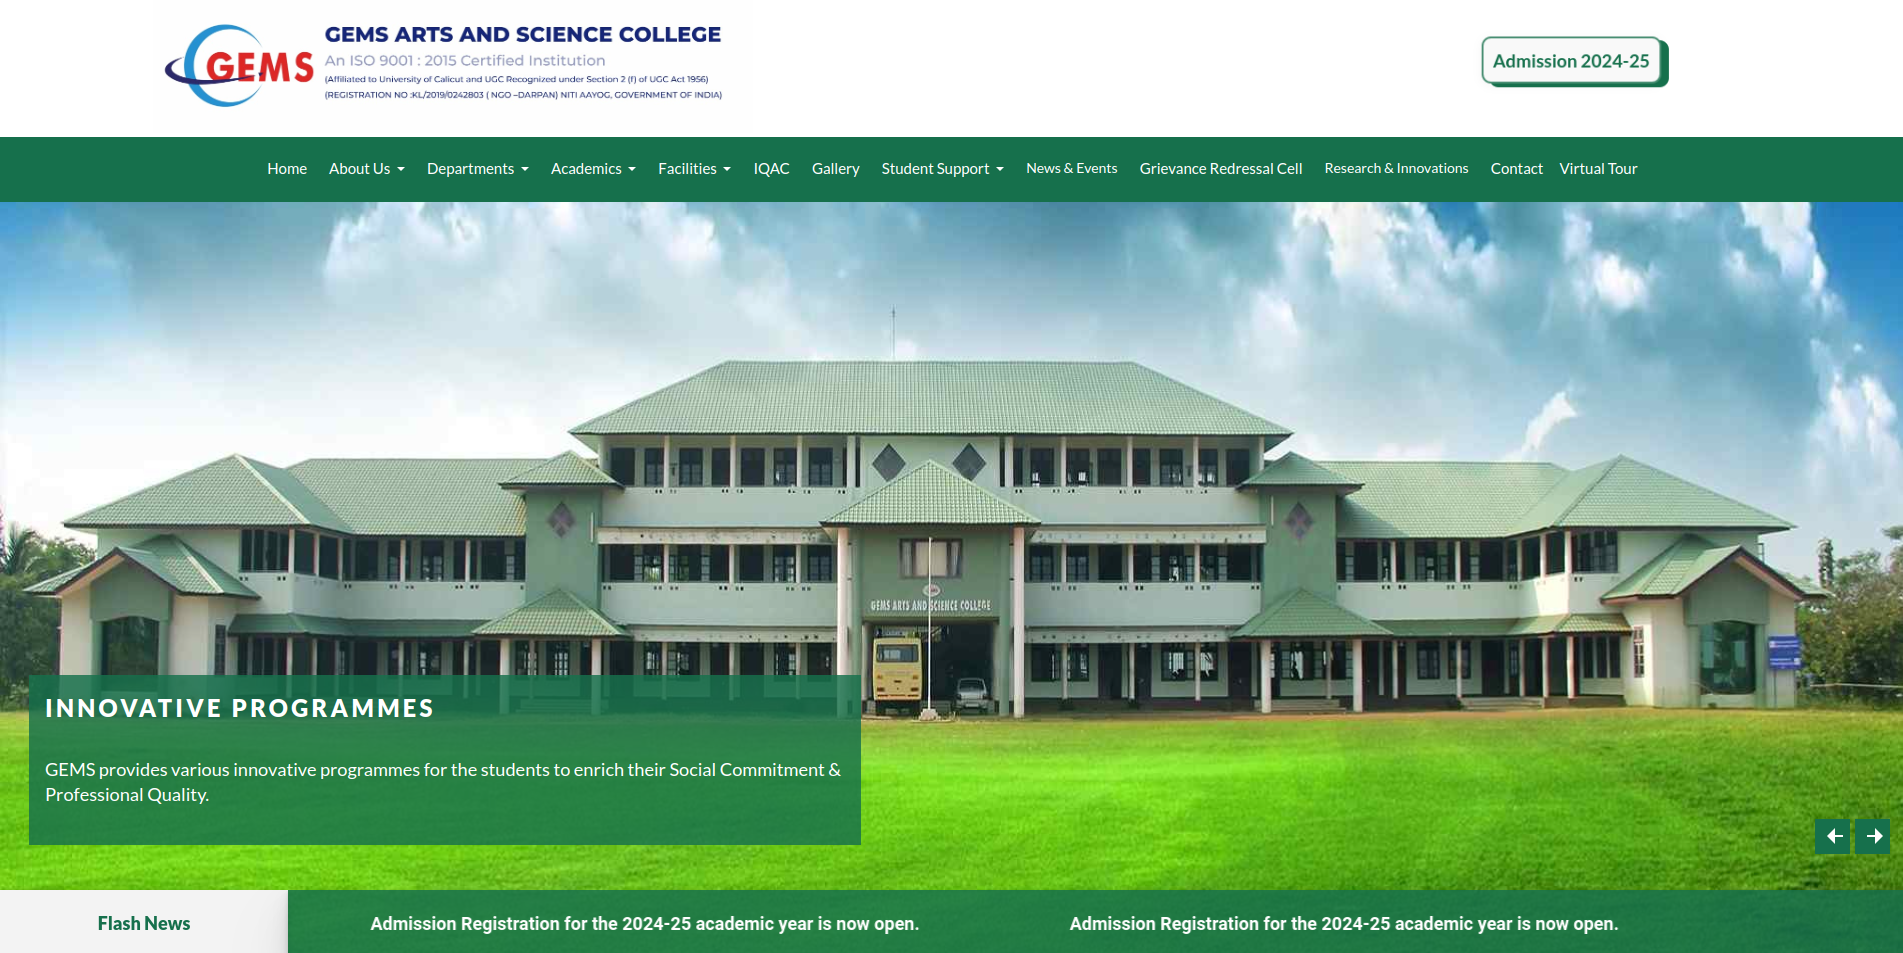 GEMS
GEMS ARTS AND SCIENCE COLLEGE
An ISO 9001 : 2015 Certified Institution
(Affiliated to University of Calicut and UGC Recognized under Section 2 (f) of UGC Act 1956)
(REGISTRATION NO :KL/2019/0242803 ( NGO –DARPAN) NITI AAYOG, GOVERNMENT OF INDIA)
Admission 2024-25
Home About Us Departments Academics Facilities IQAC Gallery Student Support News & Events Grievance Redressal Cell Research & Innovations Contact Virtual Tour
GEMS ARTS AND SCIENCE COLLEGE
INNOVATIVE PROGRAMMES
GEMS provides various innovative programmes for the students to enrich their Social Commitment &
Professional Quality.
Flash News Admission Registration for the 2024-25 academic year is now open. Admission Registration for the 2024-25 academic year is now open.